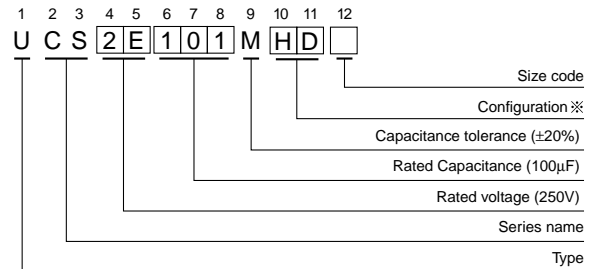 1 2 3 4 5 6 7 8 9 10 11 12
U C S 2 E 1 0 1 M H D
Size code
Configuration ※
Capacitance tolerance (±20%)
Rated Capacitance (100µF)
Rated voltage (250V)
Series name
Type